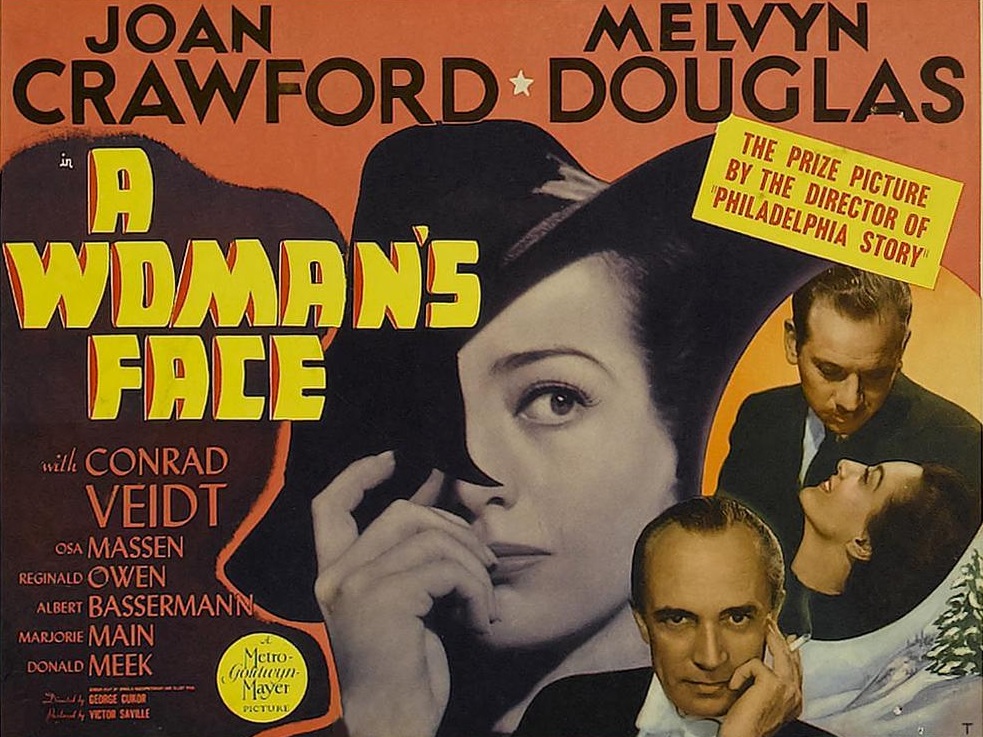 JOAN
CRAWFORD
MELVYN
DOUGLAS
in
A
WOMAN'S
FACE
THE PRIZE PICTURE
BY THE DIRECTOR OF
"PHILADELPHIA STORY"
with CONRAD
VEIDT
OSA MASSEN
REGINALD OWEN
ALBERT BASSERMANN
MARJORIE MAIN
DONALD MEEK
Directed by GEORGE CUKOR
Produced by VICTOR SAVILLE
A
Metro-
Goldwyn-
Mayer
PICTURE
T